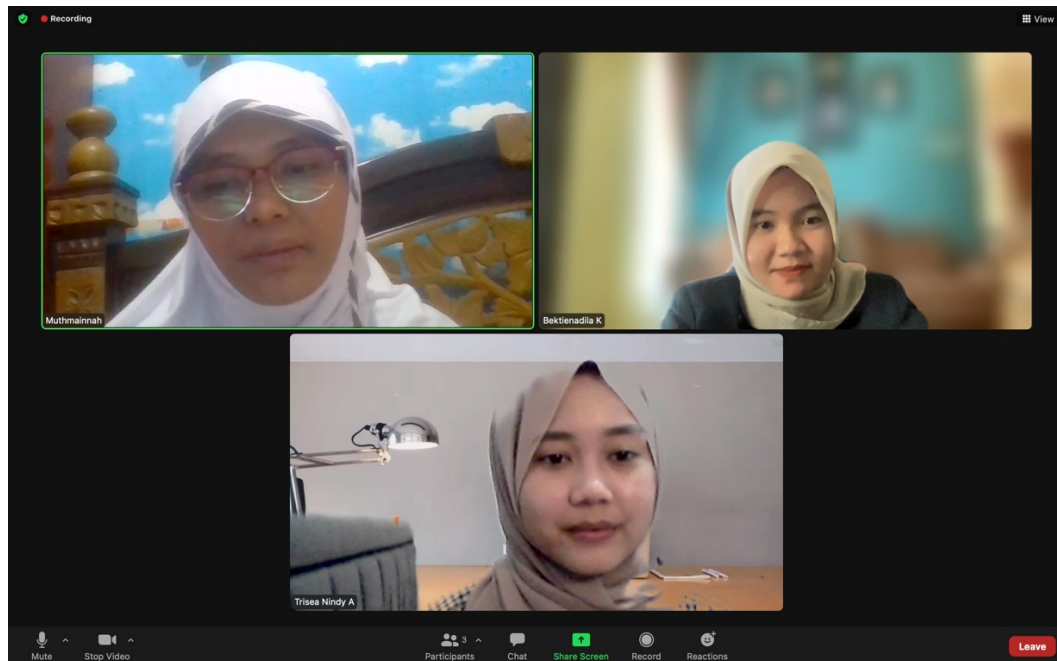 Recording
View
Muthmainnah
Bektienadila K
Trisea Nindy A
Mute
Stop Video
3
Participants
Chat
Share Screen
Record
Reactions
Leave